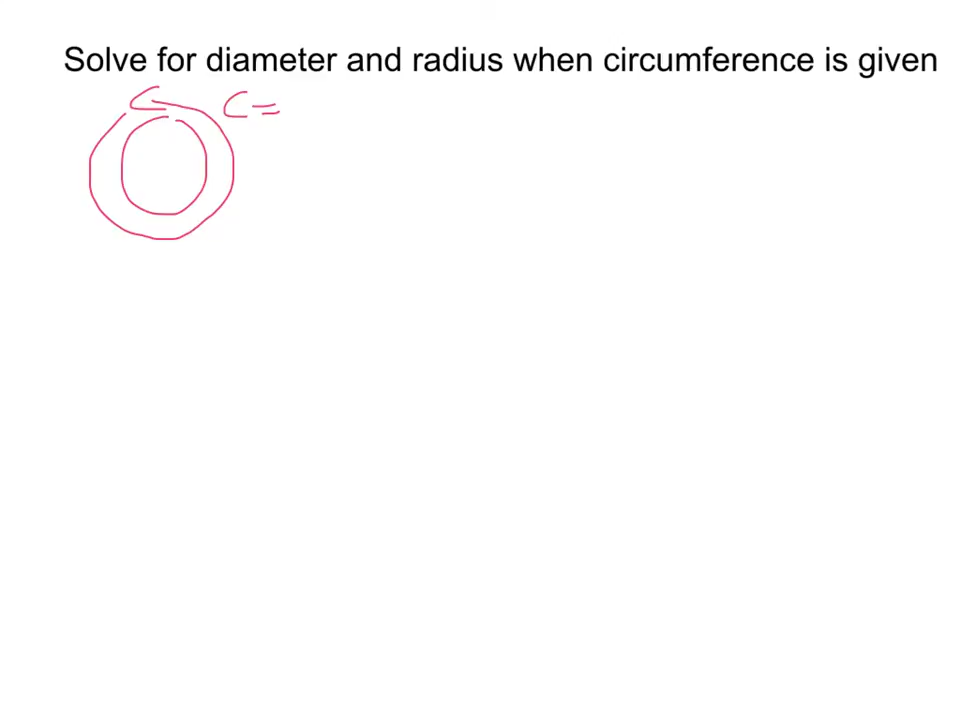 Solve for diameter and radius when circumference is given
C =